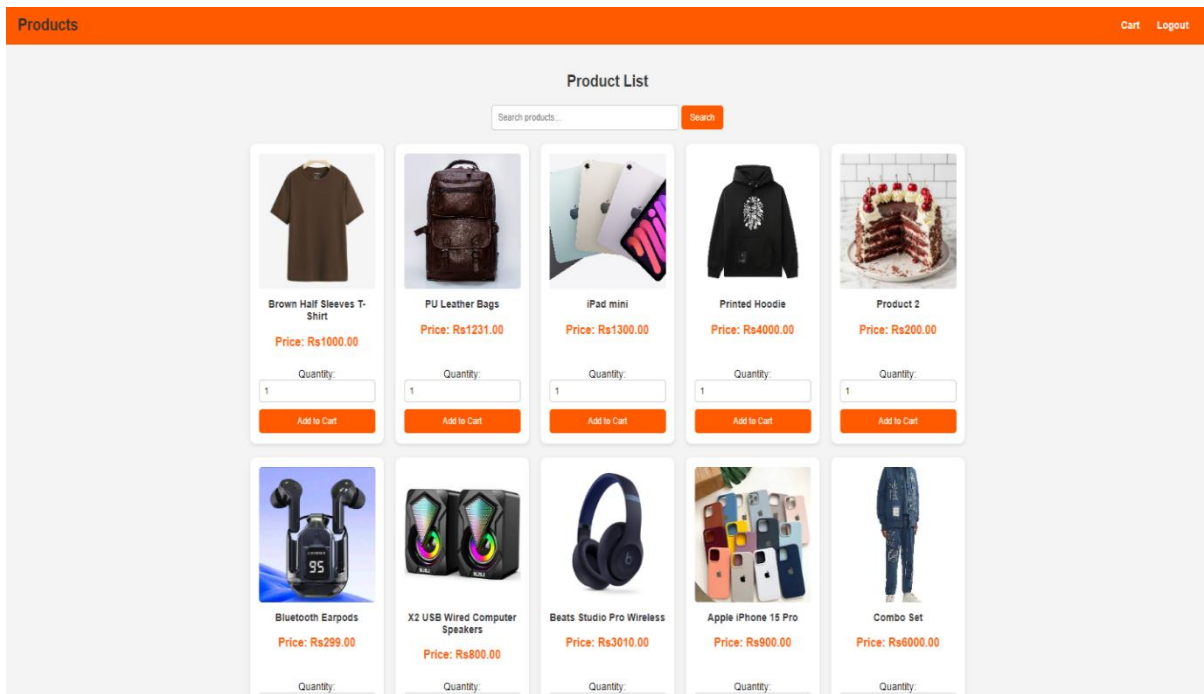 Products
Cart
Logout
Product List
Search products...
Search
Brown Half Sleeves T-
Shirt
Price: Rs1000.00
Quantity:
1
Add to Cart
PU Leather Bags
Price: Rs1231.00
Quantity:
1
Add to Cart
iPad mini
Price: Rs1300.00
Quantity:
1
Add to Cart
Printed Hoodie
Price: Rs4000.00
Quantity:
1
Add to Cart
Product 2
Price: Rs200.00
Quantity:
1
Add to Cart
95
Bluetooth Earpods
Price: Rs299.00
Quantity:
X2 USB Wired Computer
Speakers
Price: Rs800.00
Quantity:
Beats Studio Pro Wireless
Price: Rs3010.00
Quantity:
Apple iPhone 15 Pro
Price: Rs900.00
Quantity:
Combo Set
Price: Rs6000.00
Quantity: